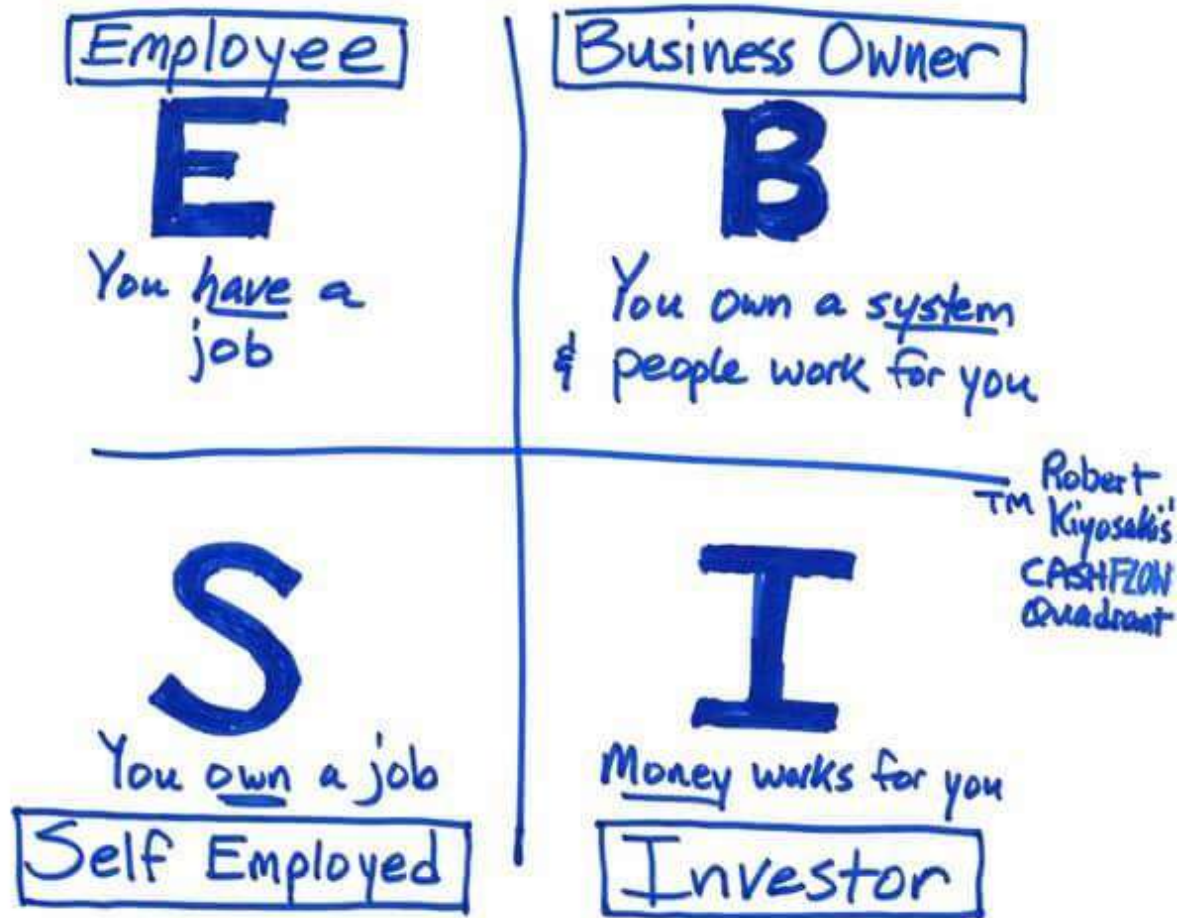 Employee
E
You have a
job
Business Owner
B
You own a system
& people work for you
TM Robert
Kiyosaki's
CASHFLOW
Quadrant
S
You own a job
Self Employed
I
Money works for you
Investor